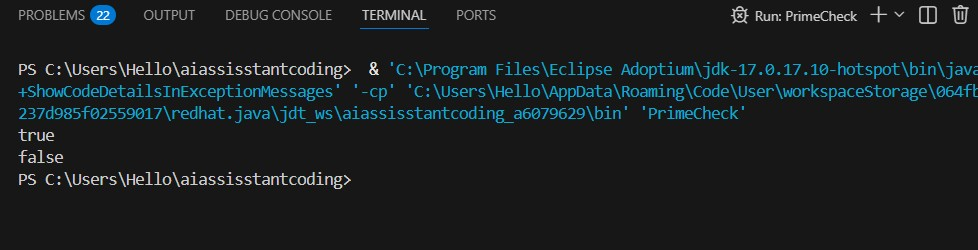 PROBLEMS 22 OUTPUT DEBUG CONSOLE TERMINAL PORTS Run: PrimeCheck
PS C:\Users\Hello\aiassisstantcoding>  & 'C:\Program Files\Eclipse Adoptium\jdk-17.0.17.10-hotspot\bin\java
+ShowCodeDetailsInExceptionMessages' '-cp' 'C:\Users\Hello\AppData\Roaming\Code\User\workspaceStorage\064fb
237d985f02559017\redhat.java\jdt_ws\aiassisstantcoding_a6079629\bin' 'PrimeCheck'
true
false
PS C:\Users\Hello\aiassisstantcoding>